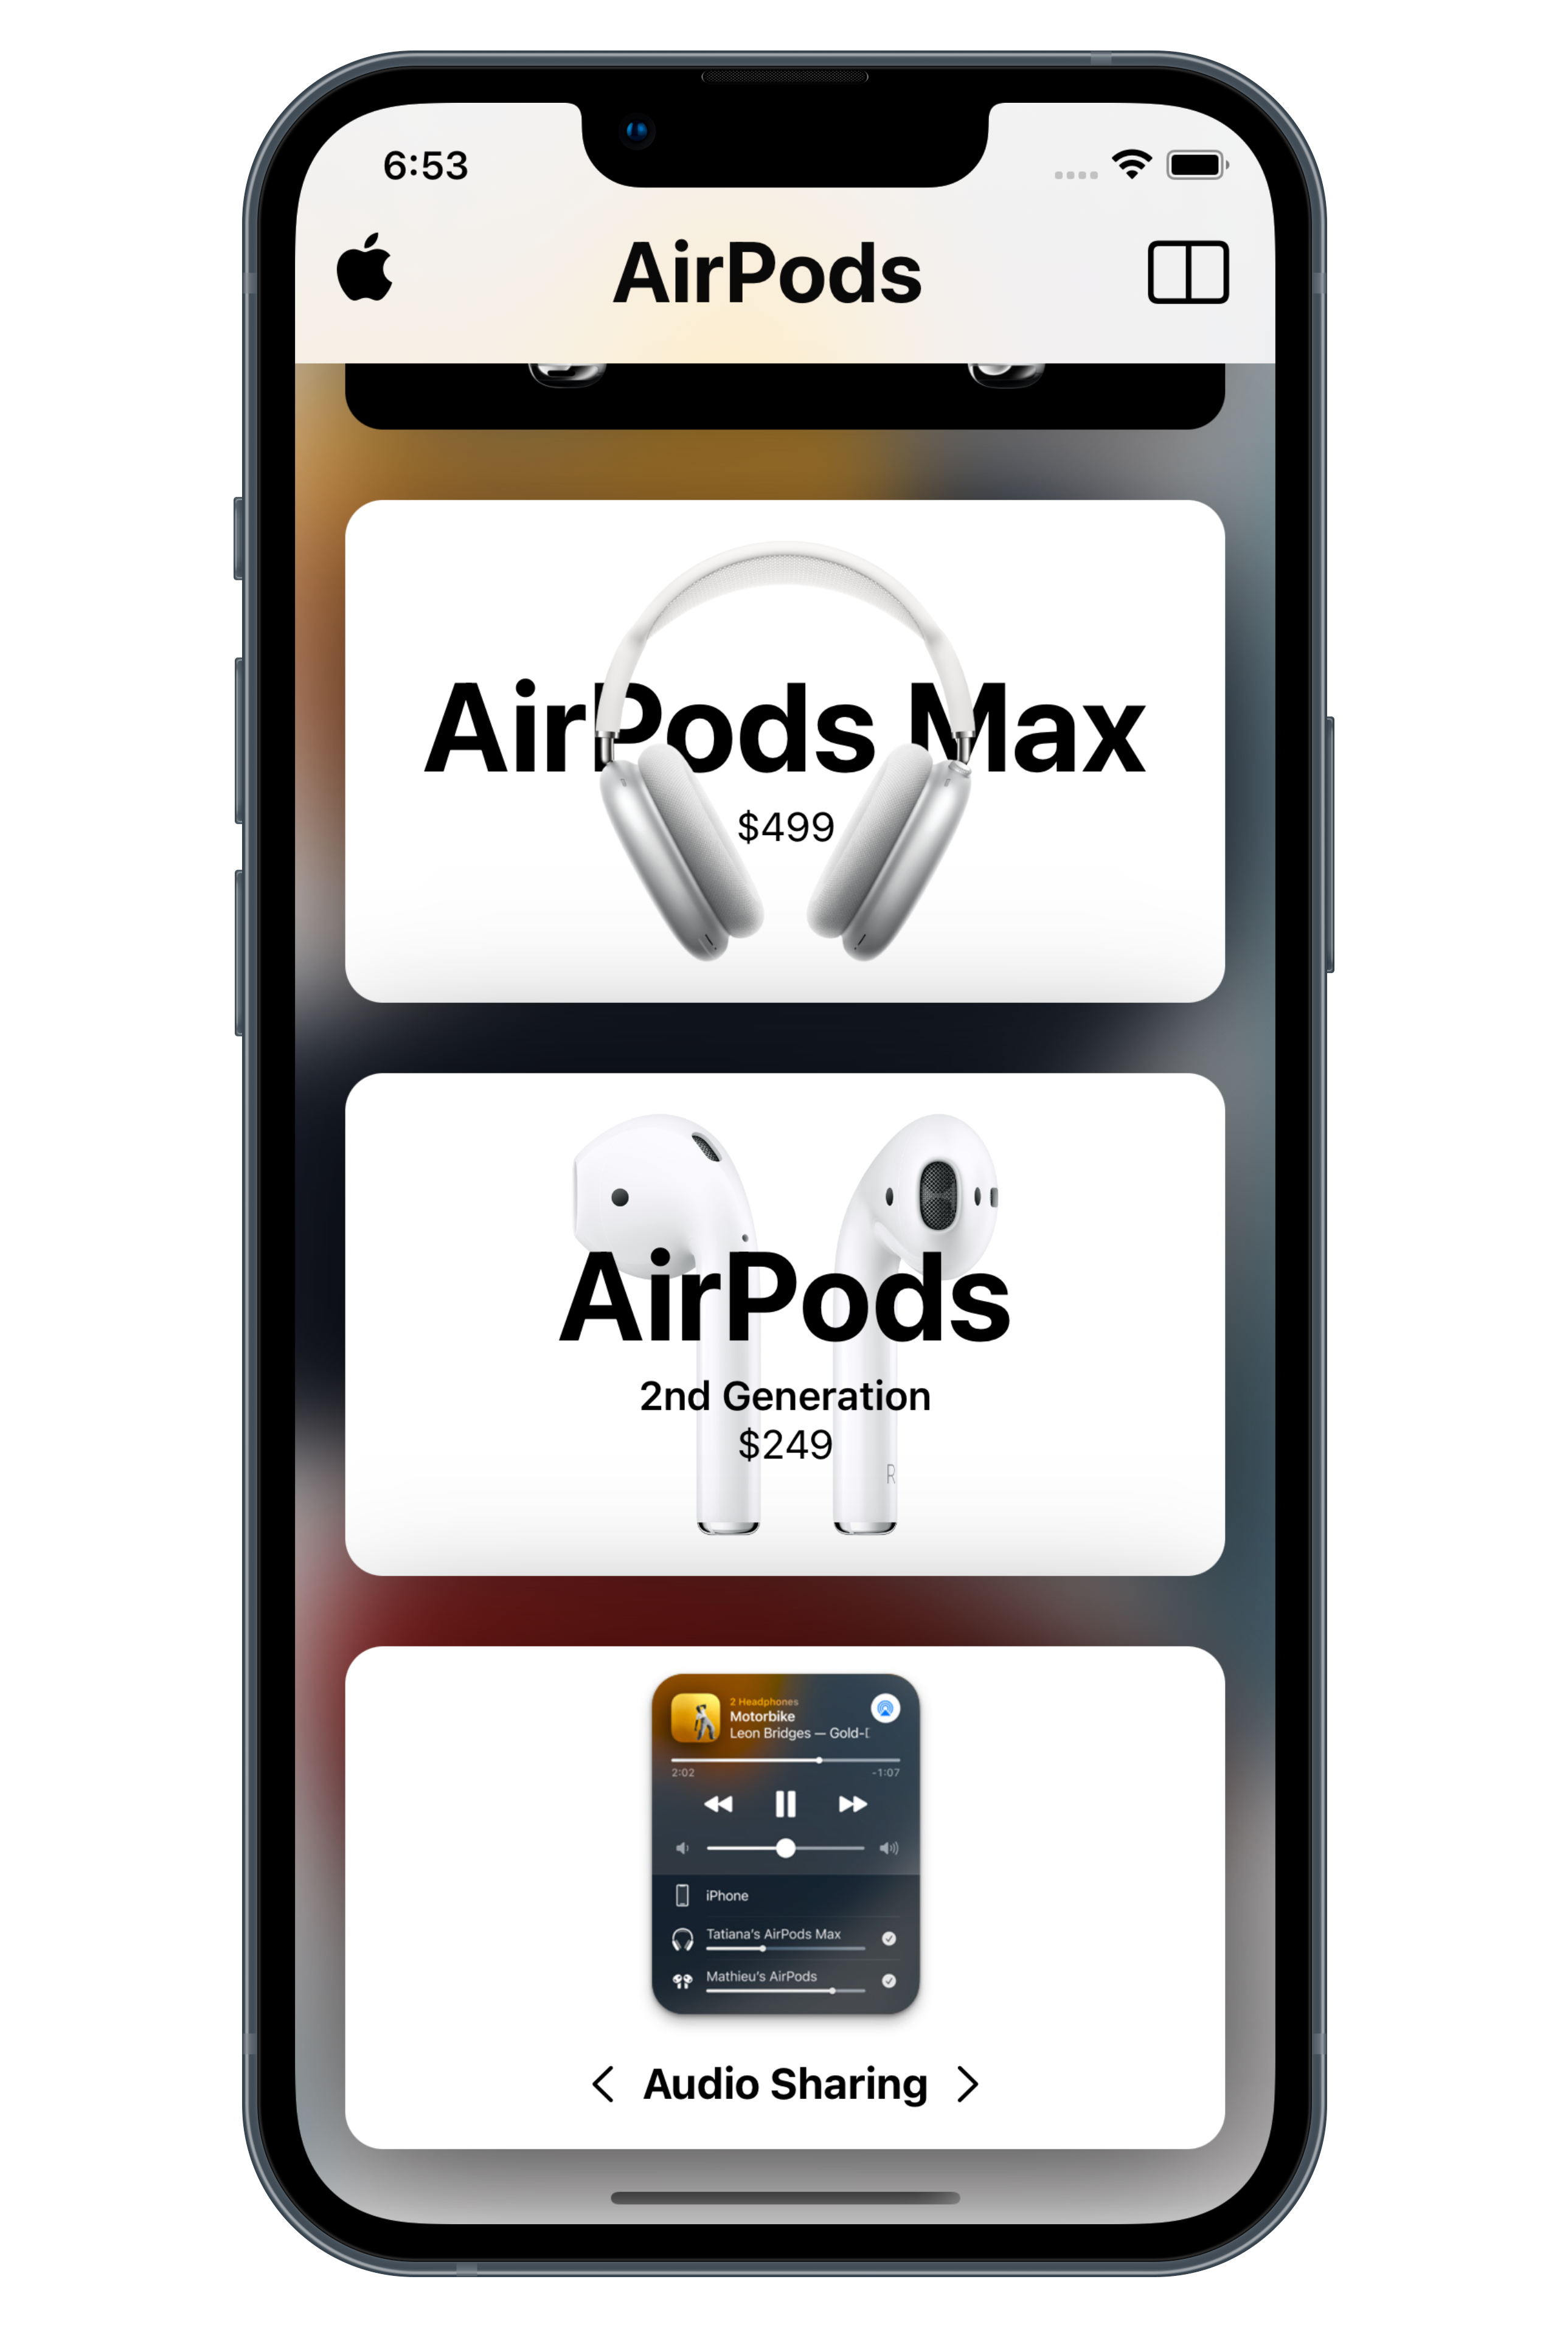 6:53
AirPods
AirPods Max
$499
AirPods
2nd Generation
$249
R
2 Headphones
Motorbike
Leon Bridges — Gold-
2:02
-1:07
iPhone
Tatiana's AirPods Max
Mathieu's AirPods
Audio Sharing